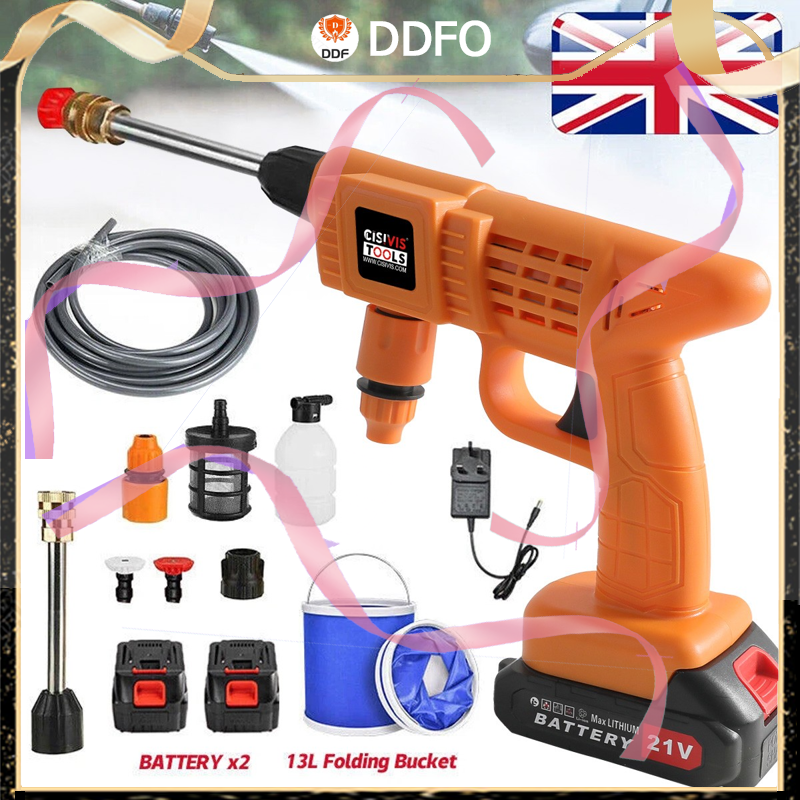 DDF
DDFO
CISIVIS
TOOLS
WWW.CISIVIS.COM
Max LITHIUM
BATTERY 21V
BATTERY x2
13L Folding Bucket